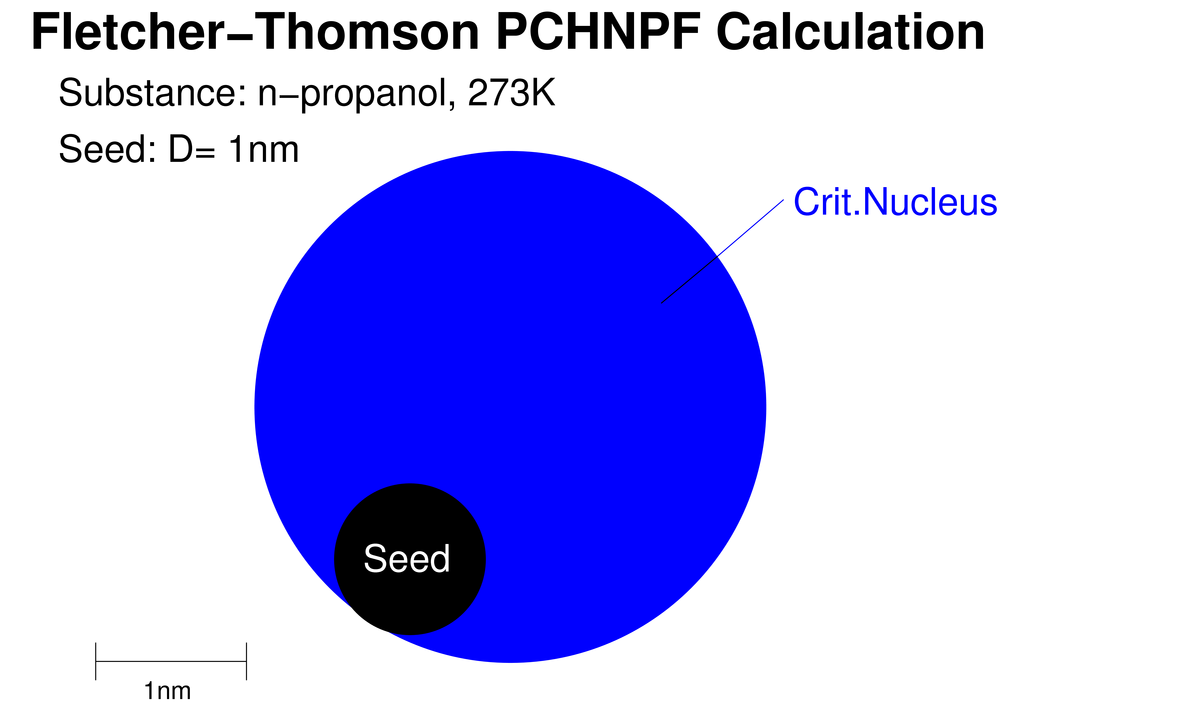 Fletcher–Thomson PCHNPF Calculation
Substance: n–propanol, 273K
Seed: D= 1nm
Crit.Nucleus
Seed
1nm